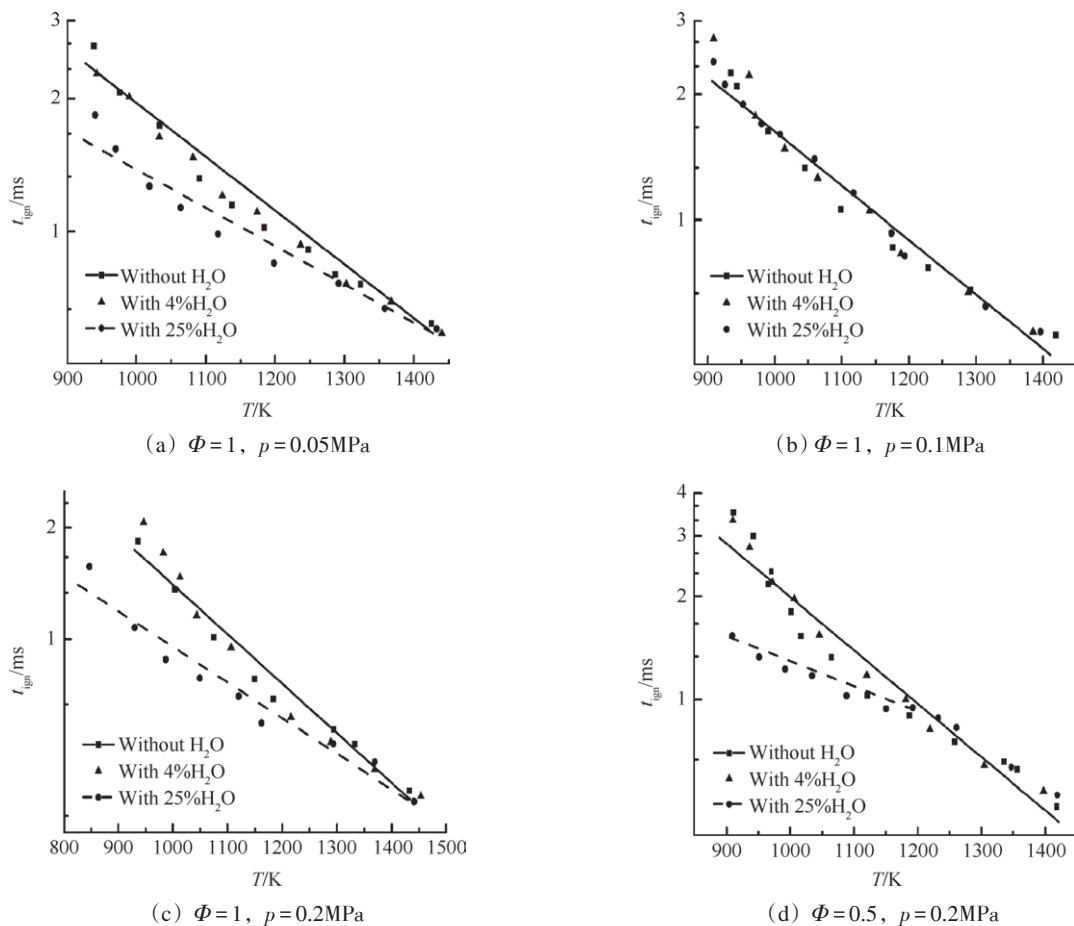 3
2
1
t_ign/ms
Without H₂O
With 4%H₂O
With 25%H₂O
900 1000 1100 1200 1300 1400
T/K
(a) Φ=1, p=0.05MPa
3
2
1
t_ign/ms
Without H₂O
With 4%H₂O
With 25%H₂O
900 1000 1100 1200 1300 1400
T/K
(b) Φ=1, p=0.1MPa
2
1
t_ign/ms
Without H₂O
With 4%H₂O
With 25%H₂O
800 900 1000 1100 1200 1300 1400 1500
T/K
(c) Φ=1, p=0.2MPa
4
3
2
1
t_ign/ms
Without H₂O
With 4%H₂O
With 25%H₂O
900 1000 1100 1200 1300 1400
T/K
(d) Φ=0.5, p=0.2MPa